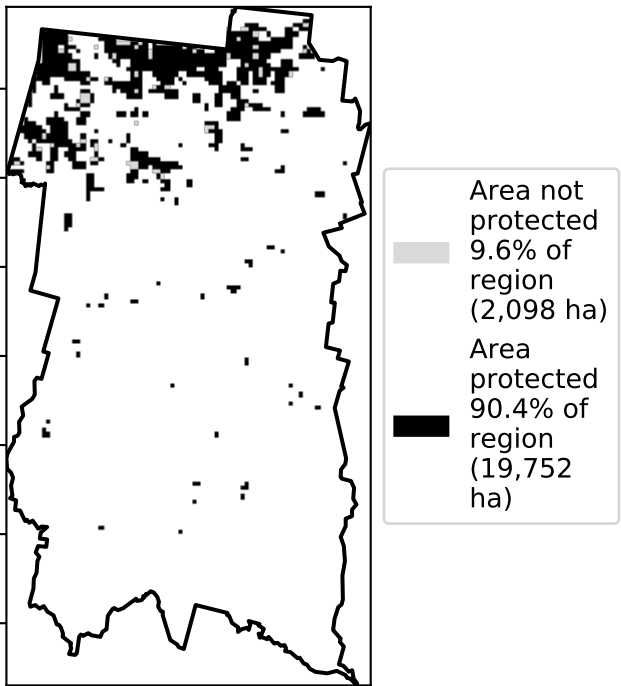 Area not
protected
9.6% of
region
(2,098 ha)
Area
protected
90.4% of
region
(19,752
ha)